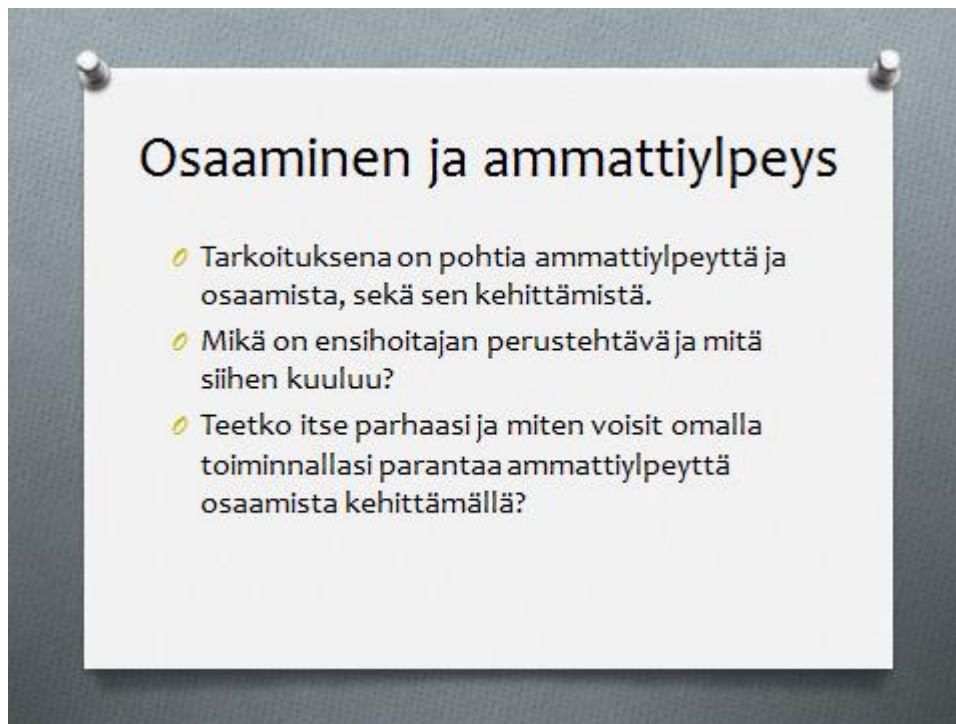 Osaaminen ja ammattiylpeys
Tarkoituksena on pohtia ammattiylpeyttä ja
osaamista, sekä sen kehittämistä.
Mikä on ensihoitajan perustehtävä ja mitä
siihen kuuluu?
Teetko itse parhaasi ja miten voisit omalla
toiminnallasi parantaa ammattiylpeyttä
osaamista kehittämällä?